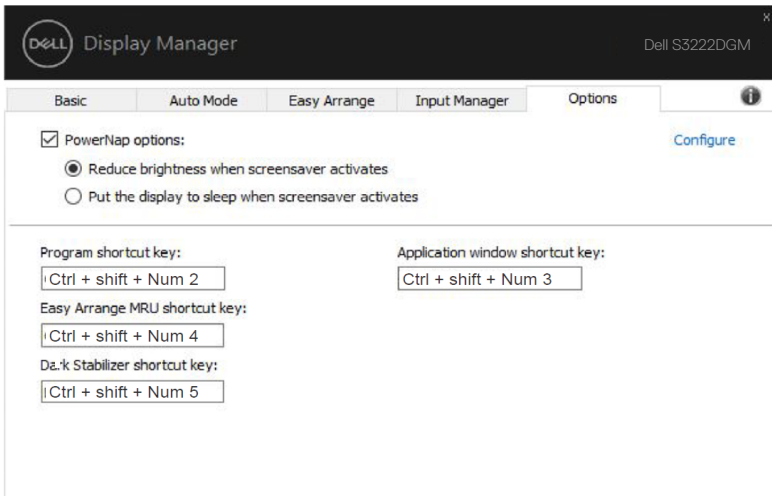 DELL Display Manager
Dell S3222DGM
X
Basic Auto Mode Easy Arrange Input Manager Options
PowerNap options:
Configure
Reduce brightness when screensaver activates
Put the display to sleep when screensaver activates
Program shortcut key:
Ctrl + shift + Num 2
Application window shortcut key:
Ctrl + shift + Num 3
Easy Arrange MRU shortcut key:
Ctrl + shift + Num 4
Dark Stabilizer shortcut key:
Ctrl + shift + Num 5